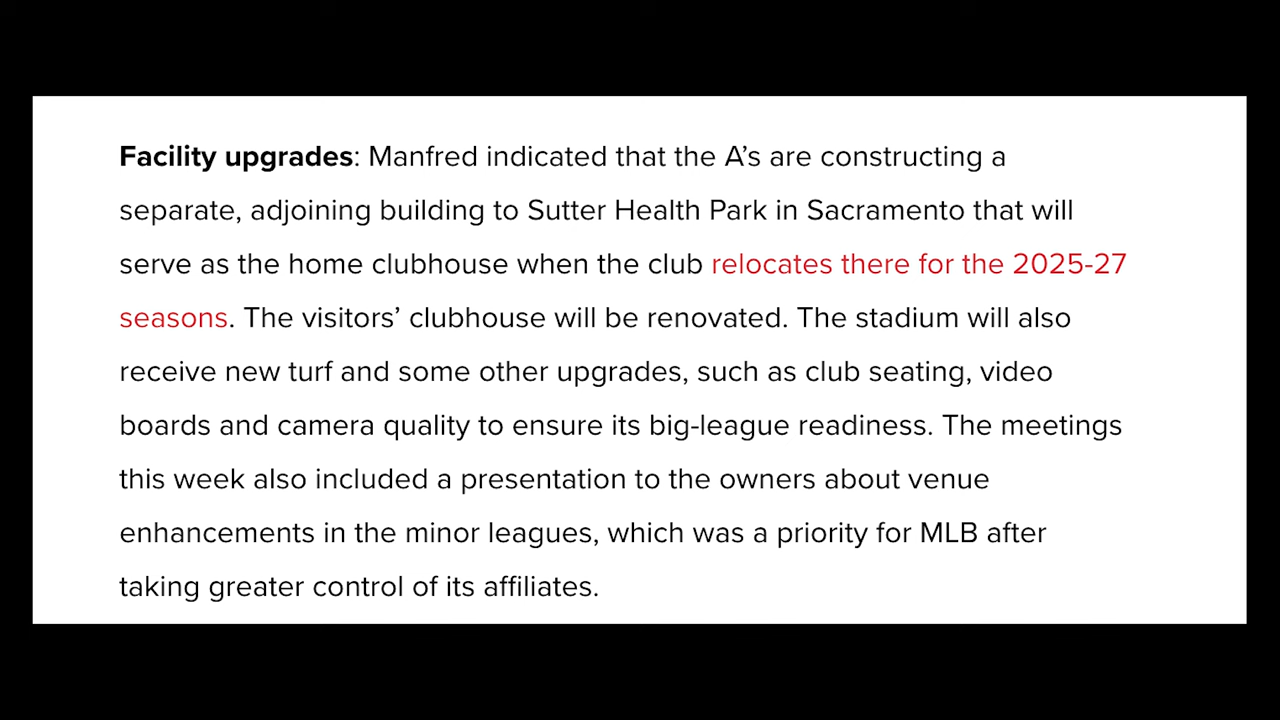 Facility upgrades: Manfred indicated that the A’s are constructing a
separate, adjoining building to Sutter Health Park in Sacramento that will
serve as the home clubhouse when the club relocates there for the 2025-27
seasons. The visitors’ clubhouse will be renovated. The stadium will also
receive new turf and some other upgrades, such as club seating, video
boards and camera quality to ensure its big-league readiness. The meetings
this week also included a presentation to the owners about venue
enhancements in the minor leagues, which was a priority for MLB after
taking greater control of its affiliates.